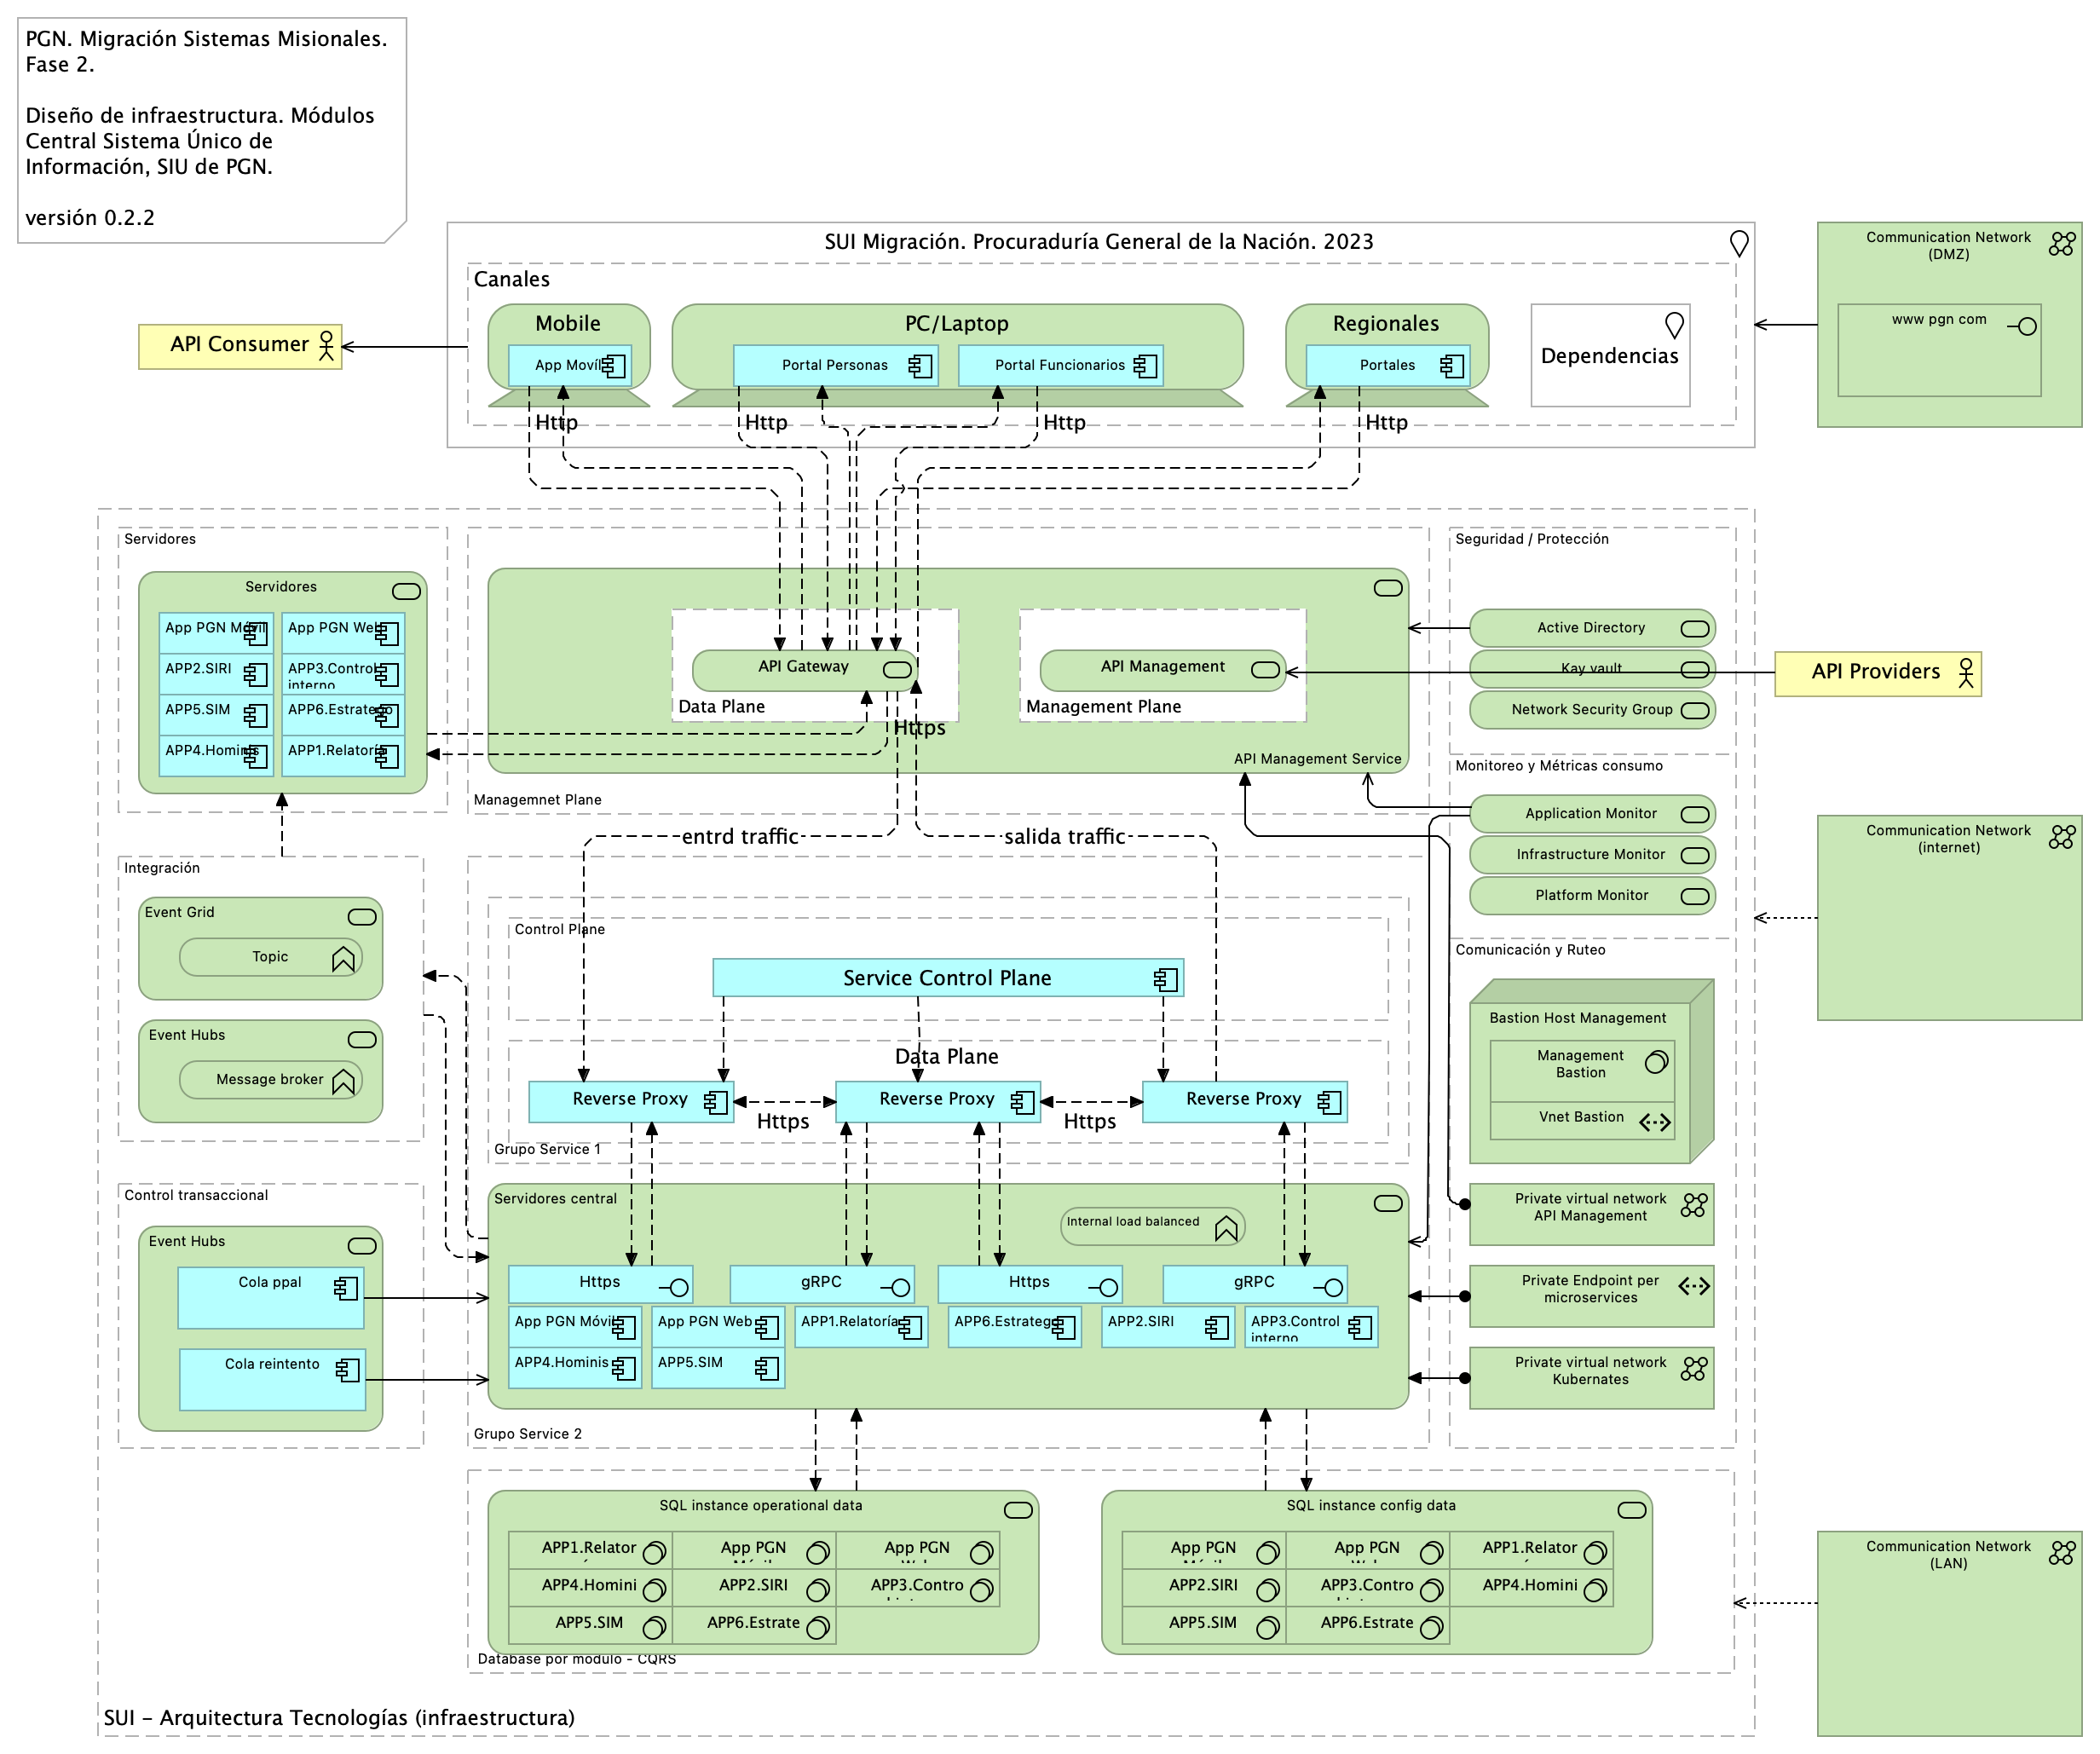 PGN. Migración Sistemas Misionales.
Fase 2.
Diseño de infraestructura. Módulos
Central Sistema Único de
Información, SIU de PGN.
versión 0.2.2
SUI Migración. Procuraduría General de la Nación. 2023
Canales
Mobile
App Movíl
PC/Laptop
Portal Personas
Portal Funcionarios
Regionales
Portales
Dependencias
Http
Http
Http
Http
API Consumer
Communication Network
(DMZ)
www pgn com
Servidores
Servidores
App PGN Móvil
App PGN Web
APP2.SIRI
APP3.Control
interno
APP5.SIM
APP6.Estratego
APP4.Hominis
APP1.Relatoría
API Gateway
Data Plane
API Management
Management Plane
Https
API Management Service
Managemnet Plane
Seguridad / Protección
Active Directory
Kay vault
Network Security Group
API Providers
Monitoreo y Métricas consumo
Application Monitor
Infrastructure Monitor
Platform Monitor
Communication Network
(internet)
entrd traffic
salida traffic
Integración
Event Grid
Topic
Event Hubs
Message broker
Control Plane
Service Control Plane
Data Plane
Reverse Proxy
Reverse Proxy
Reverse Proxy
Https
Https
Grupo Service 1
Comunicación y Ruteo
Bastion Host Management
Management
Bastion
Vnet Bastion
Private virtual network
API Management
Private Endpoint per
microservices
Private virtual network
Kubernates
Control transaccional
Event Hubs
Cola ppal
Cola reintento
Servidores central
Internal load balanced
Https
gRPC
Https
gRPC
App PGN Móvil
App PGN Web
APP1.Relatoría
APP6.Estratego
APP2.SIRI
APP3.Control
interno
APP4.Hominis
APP5.SIM
Grupo Service 2
SQL instance operational data
APP1.Relator
App PGN
App PGN
APP4.Homini
APP2.SIRI
APP3.Contro
APP5.SIM
APP6.Estrate
SQL instance config data
App PGN
App PGN
APP1.Relator
APP2.SIRI
APP3.Contro
APP4.Homini
APP5.SIM
APP6.Estrate
Database por modulo - CQRS
Communication Network
(LAN)
SUI - Arquitectura Tecnologías (infraestructura)